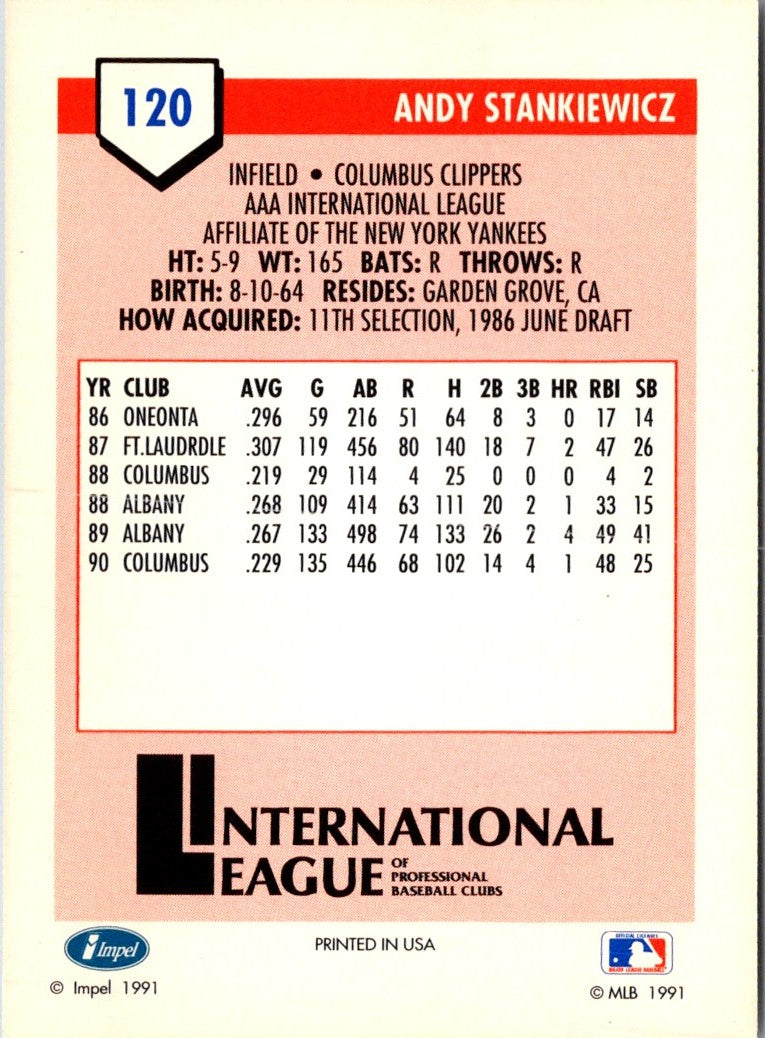 120
ANDY STANKIEWICZ
INFIELD • COLUMBUS CLIPPERS
AAA INTERNATIONAL LEAGUE
AFFILIATE OF THE NEW YORK YANKEES
HT: 5-9 WT: 165 BATS: R THROWS: R
BIRTH: 8-10-64 RESIDES: GARDEN GROVE, CA
HOW ACQUIRED: 11TH SELECTION, 1986 JUNE DRAFT
YR CLUB AVG G AB R H 2B 3B HR RBI SB
86 ONEONTA .296 59 216 51 64 8 3 0 17 14
87 FT.LAUDRDLE .307 119 456 80 140 18 7 2 47 26
88 COLUMBUS .219 29 114 4 25 0 0 0 4 2
88 ALBANY .268 109 414 63 111 20 2 1 33 15
89 ALBANY .267 133 498 74 133 26 2 4 49 41
90 COLUMBUS .229 135 446 68 102 14 4 1 48 25
INTERNATIONAL
LEAGUE OF
PROFESSIONAL
BASEBALL CLUBS
Impel
PRINTED IN USA
OFFICIAL LICENSEE
MAJOR LEAGUE BASEBALL
© Impel 1991
© MLB 1991